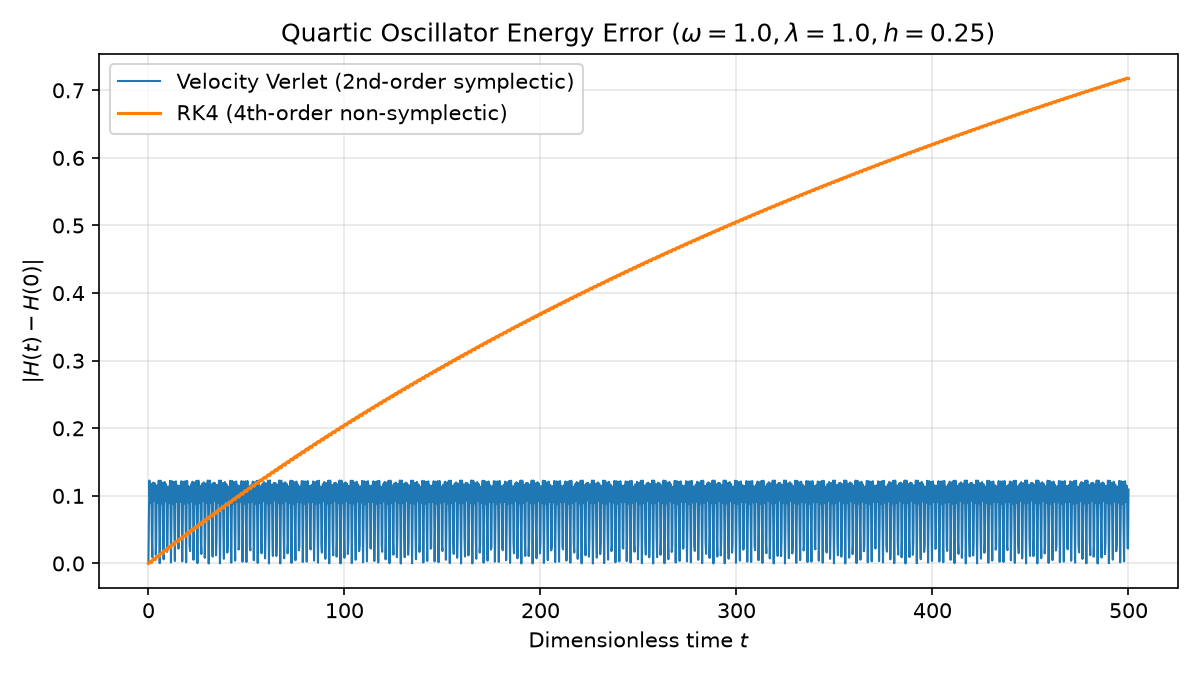 Quartic Oscillator Energy Error (ω = 1.0, λ = 1.0, h = 0.25)
Velocity Verlet (2nd-order symplectic)
RK4 (4th-order non-symplectic)
|H(t) − H(0)|
0.7
0.6
0.5
0.4
0.3
0.2
0.1
0.0
0 100 200 300 400 500
Dimensionless time t